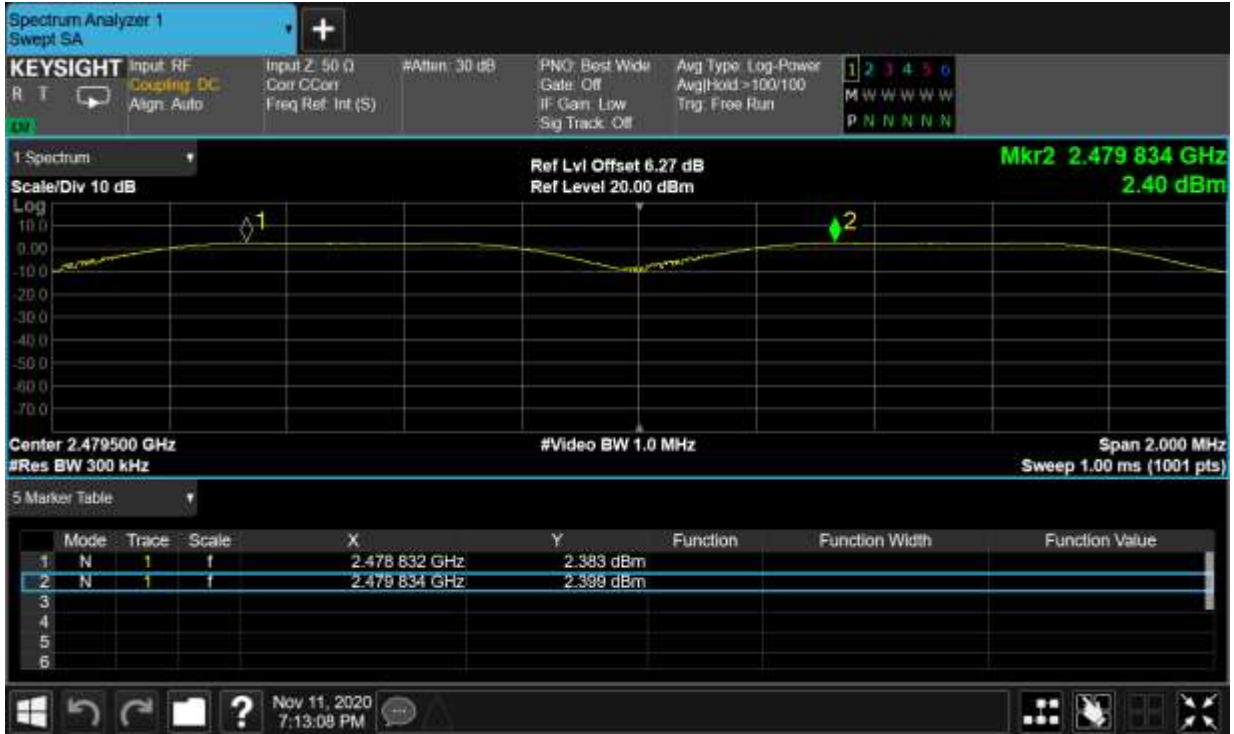 Spectrum Analyzer 1
Swept SA
+
KEYSIGHT Input: RF Input Z: 50 Ω #Atten: 30 dB PNO: Best Wide Avg Type: Log-Power 1 2 3 4 5 6
R T Coupling: DC Corr CCorr Gate: Off Avg|Hold:>100/100 M W W W W W
Align: Auto Freq Ref: Int (S) IF Gain: Low Trig: Free Run P N N N N N
Sig Track: Off
1 Spectrum
Ref Lvl Offset 6.27 dB Mkr2 2.479 834 GHz
Scale/Div 10 dB Ref Level 20.00 dBm 2.40 dBm
Log
10.0
0.00
-10.0
-20.0
-30.0
-40.0
-50.0
-60.0
-70.0
1
2
Center 2.479500 GHz #Video BW 1.0 MHz Span 2.000 MHz
#Res BW 300 kHz Sweep 1.00 ms (1001 pts)
5 Marker Table
Mode Trace Scale X Y Function Function Width Function Value
1 N 1 f 2.478 832 GHz 2.383 dBm
2 N 1 f 2.479 834 GHz 2.399 dBm
3
4
5
6
? Nov 11, 2020
7:13:08 PM